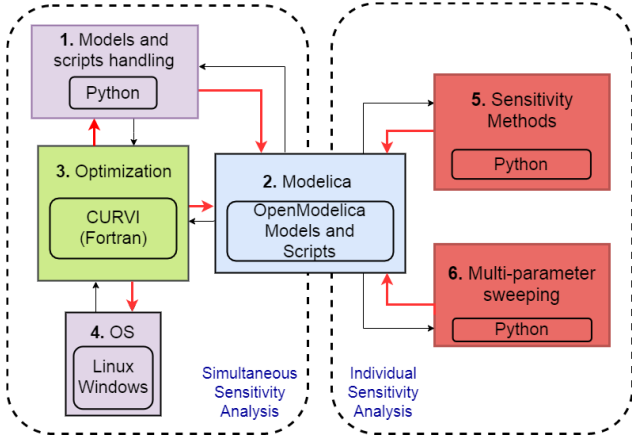 1. Models and
scripts handling
Python
3. Optimization
CURVI
(Fortran)
4. OS
Linux
Windows
2. Modelica
OpenModelica
Models and
Scripts
Simultaneous
Sensitivity
Analysis
5. Sensitivity
Methods
Python
6. Multi-parameter
sweeping
Python
Individual
Sensitivity
Analysis